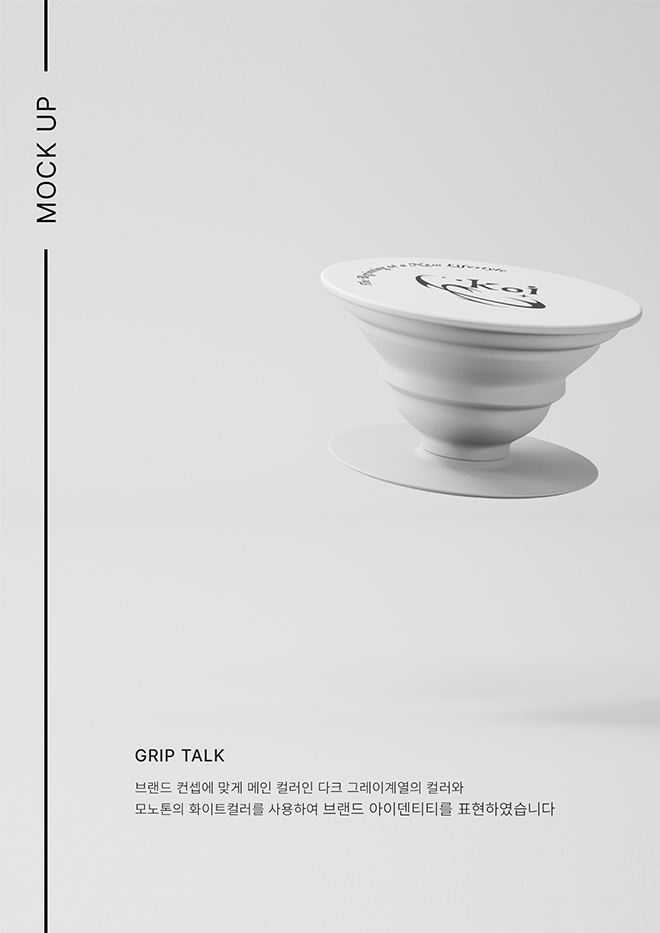 MOCK UP
of a New Lifestyle
Koi
GRIP TALK
브랜드 컨셉에 맞게 메인 컬러인 다크 그레이계열의 컬러와
모노톤의 화이트컬러를 사용하여 브랜드 아이덴티티를 표현하였습니다